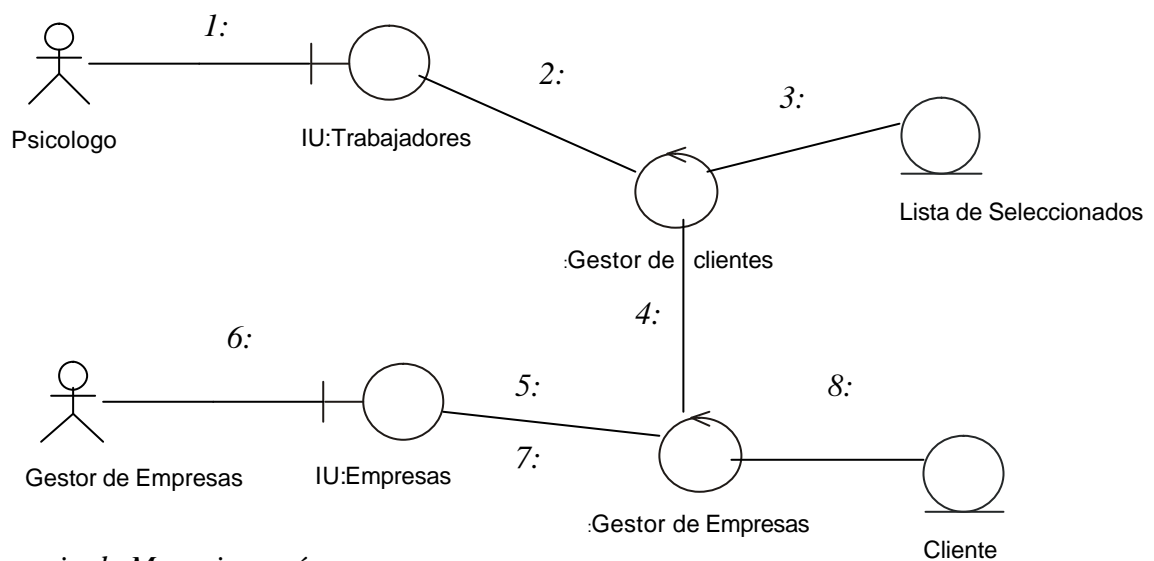 1:
2:
3:
Psicologo
IU:Trabajadores
Lista de Seleccionados
:Gestor de clientes
4:
6:
5:
8:
7:
Gestor de Empresas
IU:Empresas
:Gestor de Empresas
Cliente